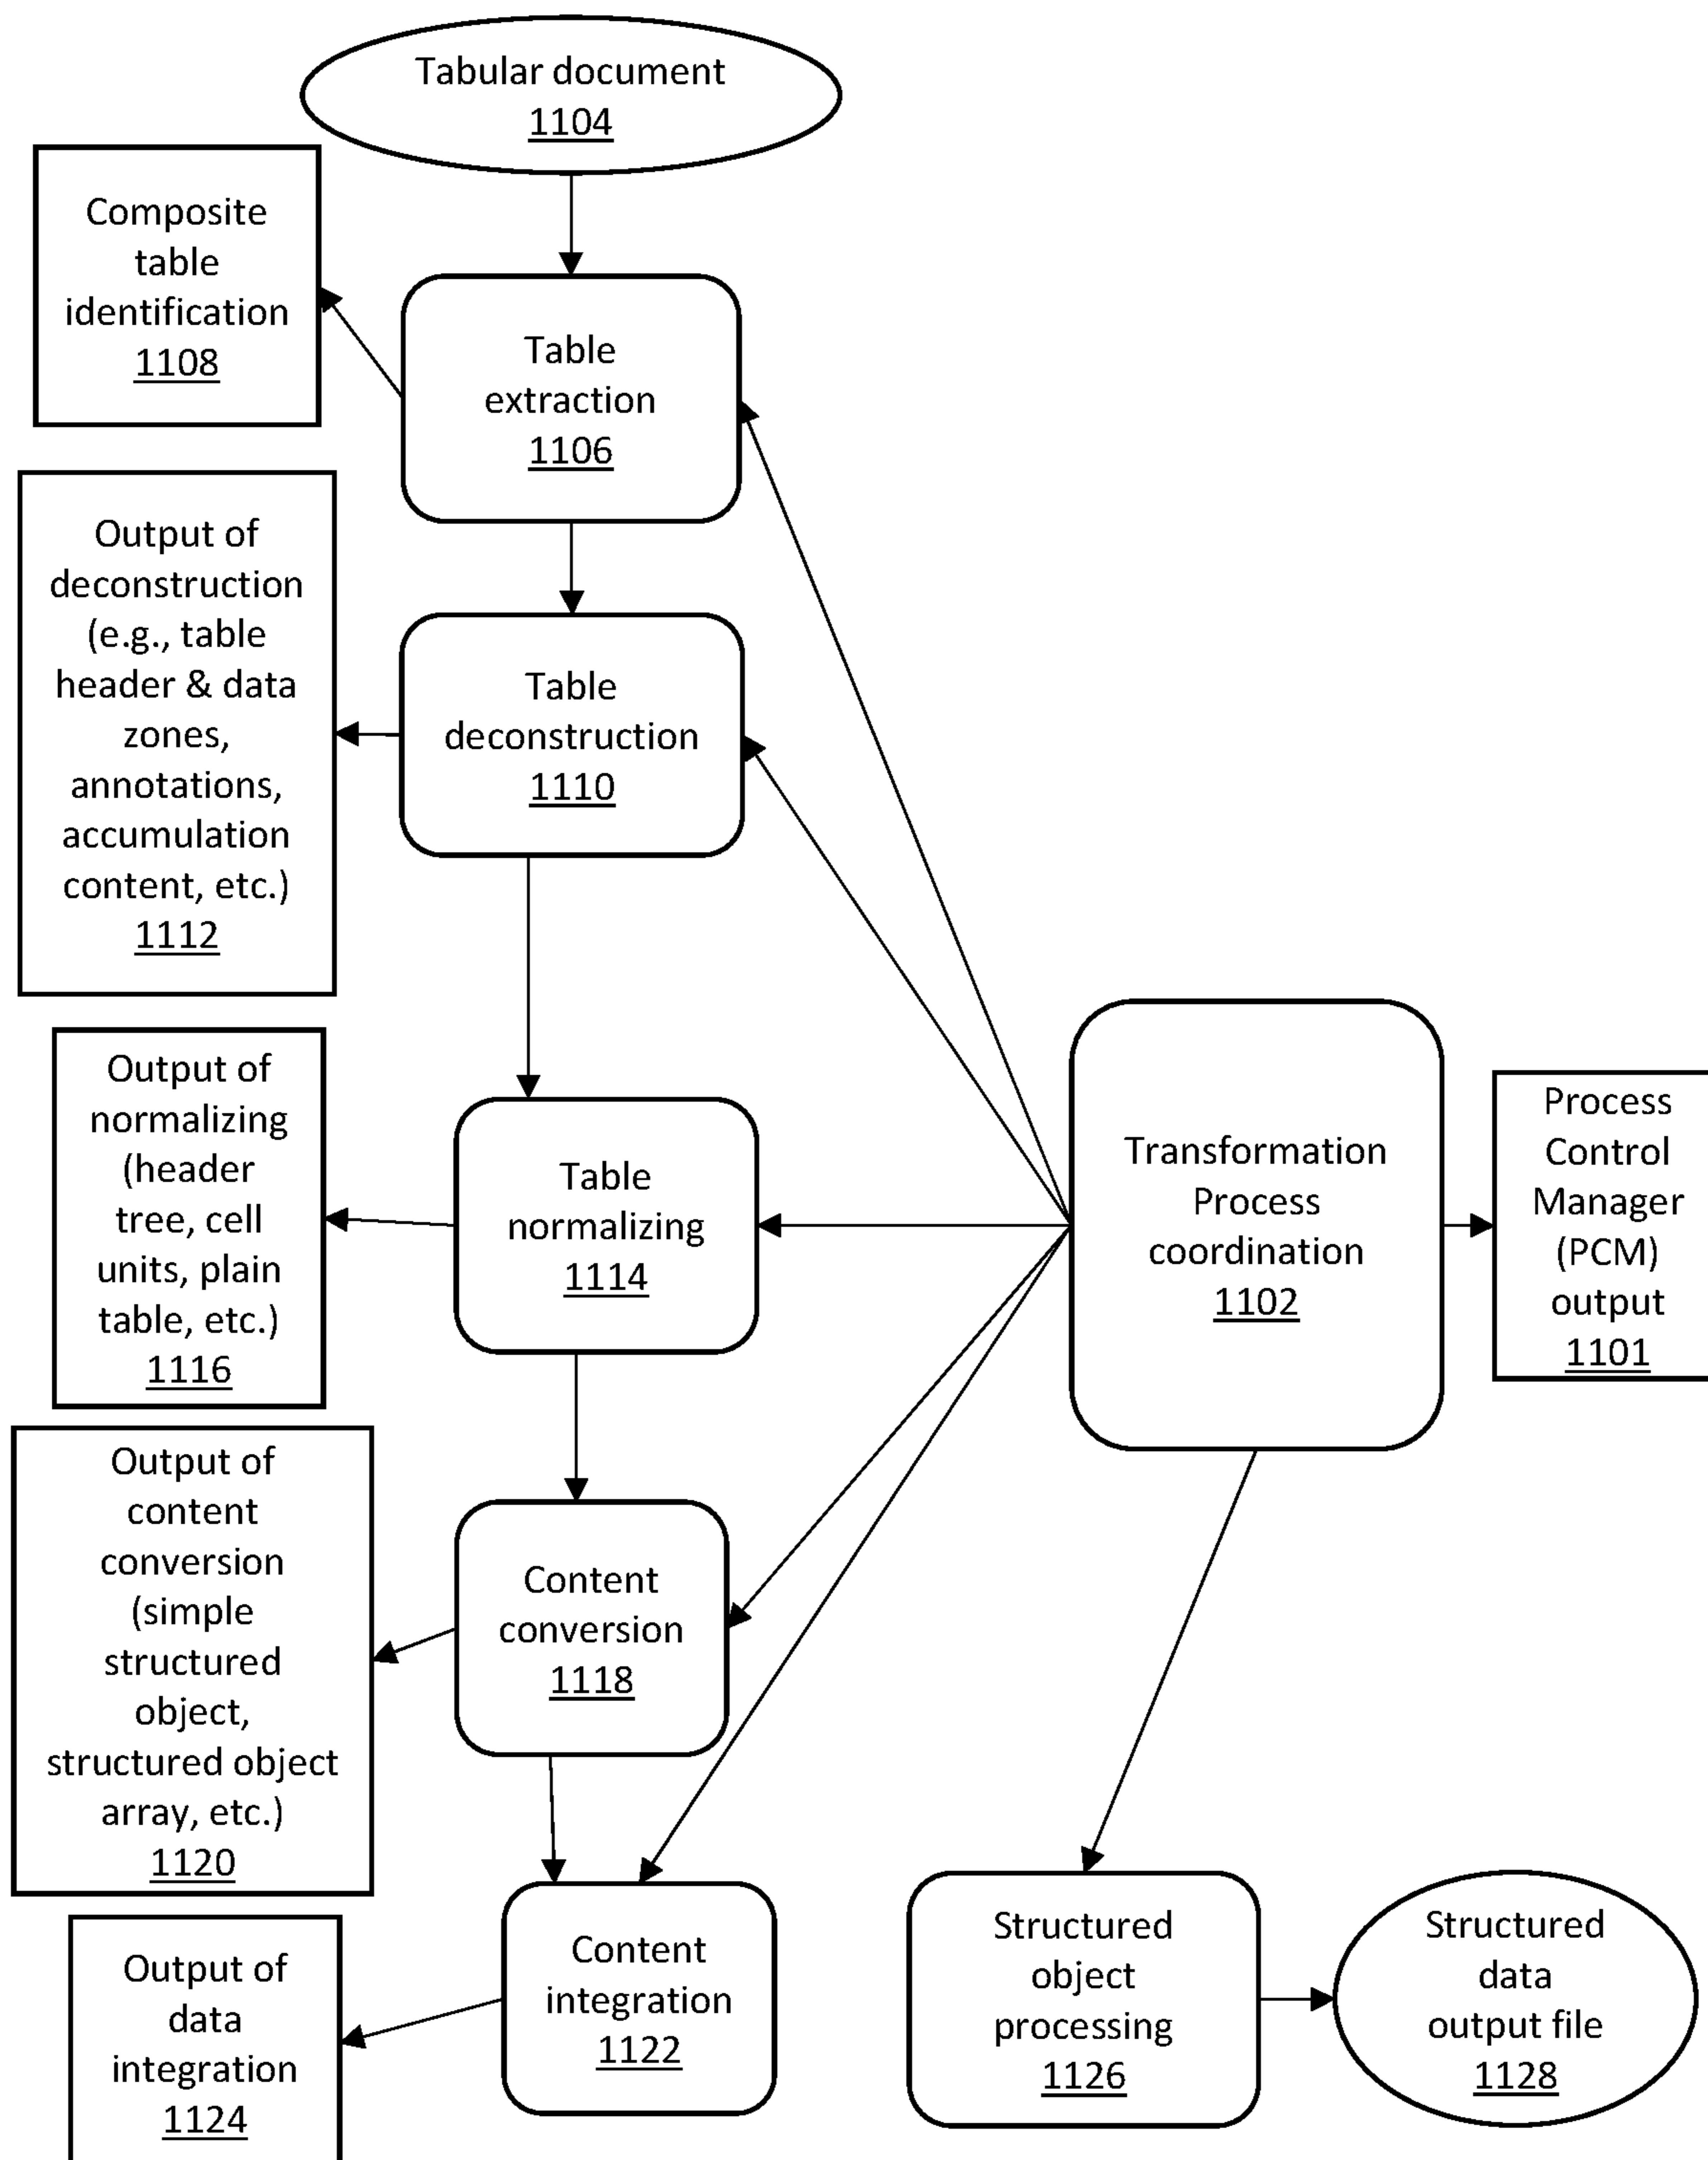 Tabular document
1104
Composite
table
identification
1108
Table
extraction
1106
Output of
deconstruction
(e.g., table
header & data
zones,
annotations,
accumulation
content, etc.)
1112
Table
deconstruction
1110
Output of
normalizing
(header
tree, cell
units, plain
table, etc.)
1116
Table
normalizing
1114
Transformation
Process
coordination
1102
Process
Control
Manager
(PCM)
output
1101
Output of
content
conversion
(simple
structured
object,
structured object
array, etc.)
1120
Content
conversion
1118
Output of
data
integration
1124
Content
integration
1122
Structured
object
processing
1126
Structured
data
output file
1128